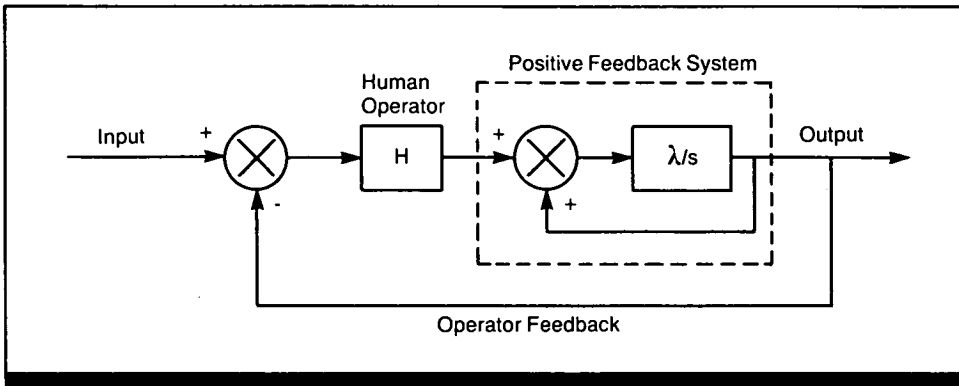 Positive Feedback System
Human
Operator
Input
+
-
H
+
+
λ/s
Output
Operator Feedback